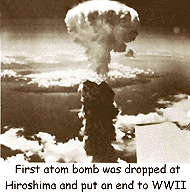 First atom bomb was dropped at
Hiroshima and put an end to WWII